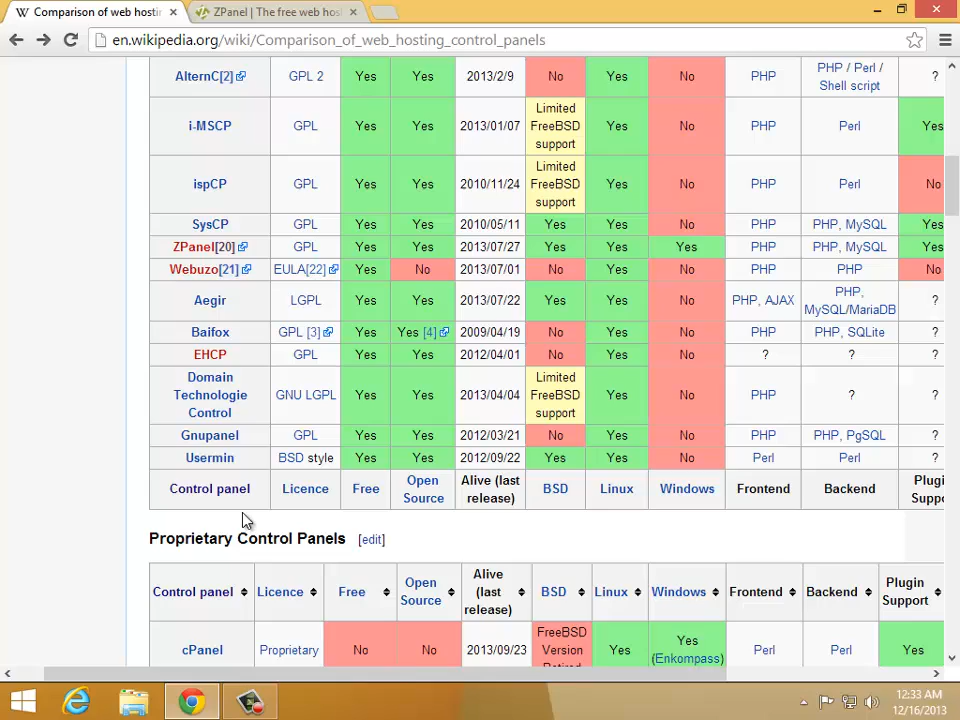 Comparison of web hosti
ZPanel | The free web hos
en.wikipedia.org/wiki/Comparison_of_web_hosting_control_panels
AlternC[2] GPL 2 Yes Yes 2013/2/9 No Yes No PHP PHP / Perl / Shell script ?
i-MSCP GPL Yes Yes 2013/01/07 Limited FreeBSD support Yes No PHP Perl Yes
ispCP GPL Yes Yes 2010/11/24 Limited FreeBSD support Yes No PHP Perl No
SysCP GPL Yes Yes 2010/05/11 Yes Yes No PHP PHP, MySQL Yes
ZPanel[20] GPL Yes Yes 2013/07/27 Yes Yes Yes PHP PHP, MySQL Yes
Webuzo[21] EULA[22] Yes No 2013/07/01 No Yes No PHP PHP No
Aegir LGPL Yes Yes 2013/07/22 Yes Yes No PHP, AJAX PHP, MySQL/MariaDB ?
Baifox GPL [3] Yes Yes [4] 2009/04/19 No Yes No PHP PHP, SQLite ?
EHCP GPL Yes Yes 2012/04/01 No Yes No ? ? ?
Domain Technologie Control GNU LGPL Yes Yes 2013/04/04 Limited FreeBSD support Yes No PHP ? ?
Gnupanel GPL Yes Yes 2012/03/21 No Yes No PHP PHP, PgSQL ?
Usermin BSD style Yes Yes 2012/09/22 Yes Yes No Perl Perl ?
Control panel Licence Free Open Source Alive (last release) BSD Linux Windows Frontend Backend Plugi Suppo
Proprietary Control Panels [edit]
Control panel Licence Free Open Source Alive (last release) BSD Linux Windows Frontend Backend Plugin Support
cPanel Proprietary No No 2013/09/23 FreeBSD Version Retired Yes Yes (Enkompass) Perl Perl Yes
12:33 AM
12/16/2013